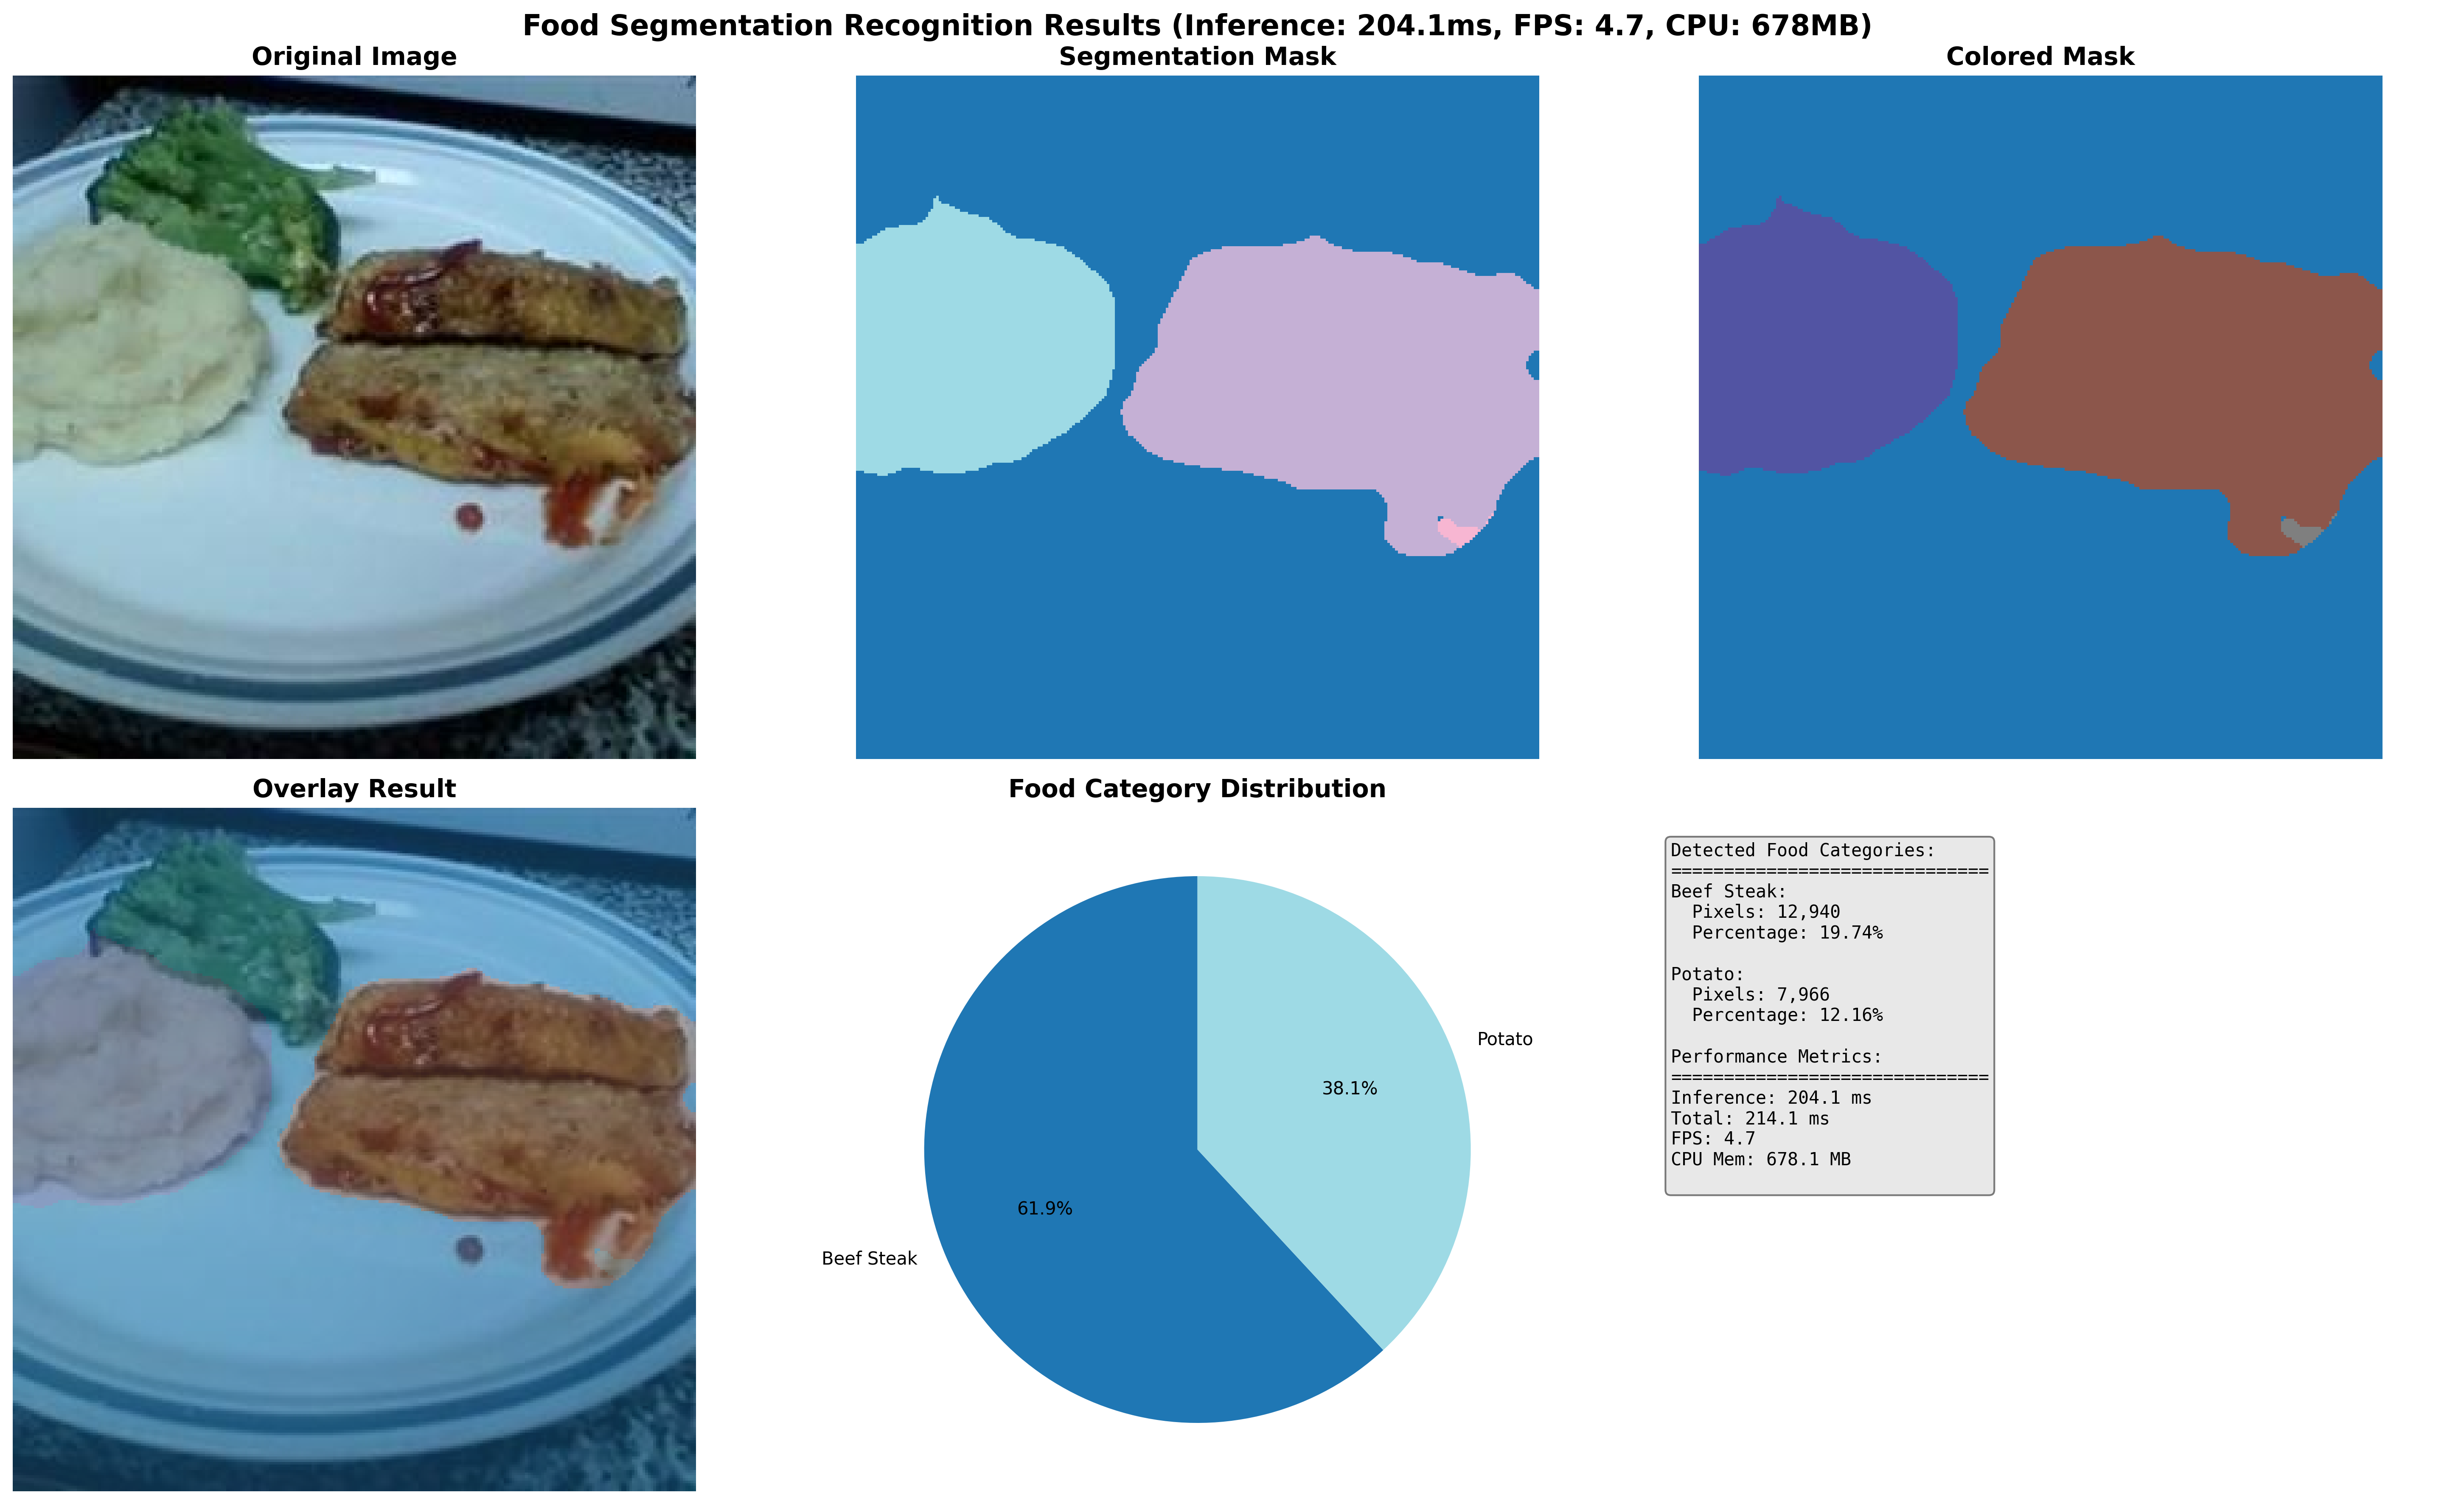 Food Segmentation Recognition Results (Inference: 204.1ms, FPS: 4.7, CPU: 678MB)
Original Image
Segmentation Mask
Colored Mask
Overlay Result
Food Category Distribution
Potato
38.1%
61.9%
Beef Steak
Detected Food Categories:
==============================
Beef Steak:
  Pixels: 12,940
  Percentage: 19.74%
Potato:
  Pixels: 7,966
  Percentage: 12.16%
Performance Metrics:
==============================
Inference: 204.1 ms
Total: 214.1 ms
FPS: 4.7
CPU Mem: 678.1 MB